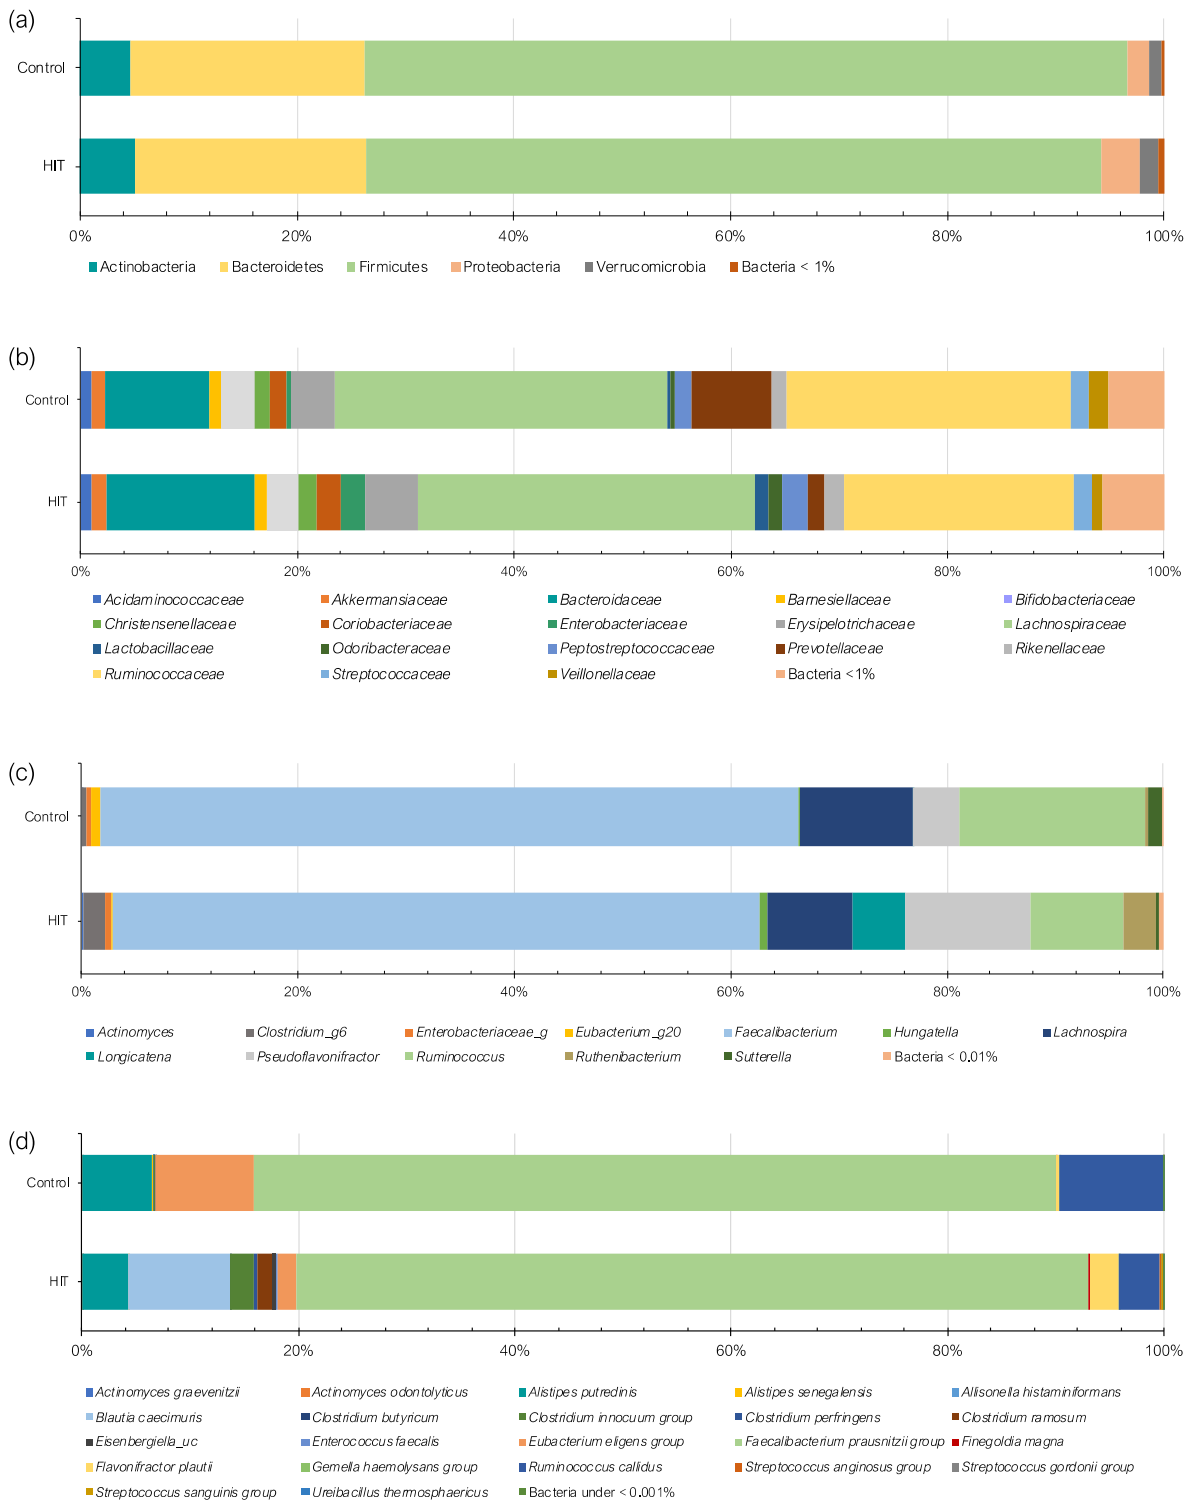 (a)
Control
HIT
0% 20% 40% 60% 80% 100%
Actinobacteria Bacteroidetes Firmicutes Proteobacteria Verrucomicrobia Bacteria < 1%
(b)
Control
HIT
0% 20% 40% 60% 80% 100%
Acidaminococcaceae Akkermansiaceae Bacteroidaceae Barnesiellaceae Bifidobacteriaceae
Christensenellaceae Coriobacteriaceae Enterobacteriaceae Erysipelotrichaceae Lachnospiraceae
Lactobacillaceae Odoribacteraceae Peptostreptococcaceae Prevotellaceae Rikenellaceae
Ruminococcaceae Streptococcaceae Veillonellaceae Bacteria <1%
(c)
Control
HIT
0% 20% 40% 60% 80% 100%
Actinomyces Clostridium_g6 Enterobacteriaceae_g Eubacterium_g20 Faecalibacterium Hungatella Lachnospira
Longicatena Pseudoflavonifractor Ruminococcus Ruthenibacterium Sutterella Bacteria < 0.01%
(d)
Control
HIT
0% 20% 40% 60% 80% 100%
Actinomyces graevenitzii Actinomyces odontolyticus Alistipes putredinis Alistipes senegalensis Allisonella histaminiformans
Blautia caecimuris Clostridium butyricum Clostridium innocuum group Clostridium perfringens Clostridium ramosum
Eisenbergiella_uc Enterococcus faecalis Eubacterium eligens group Faecalibacterium prausnitzii group Finegoldia magna
Flavonifractor plautii Gemella haemolysans group Ruminococcus callidus Streptococcus anginosus group Streptococcus gordonii group
Streptococcus sanguinis group Ureibacillus thermosphaericus Bacteria under < 0.001%